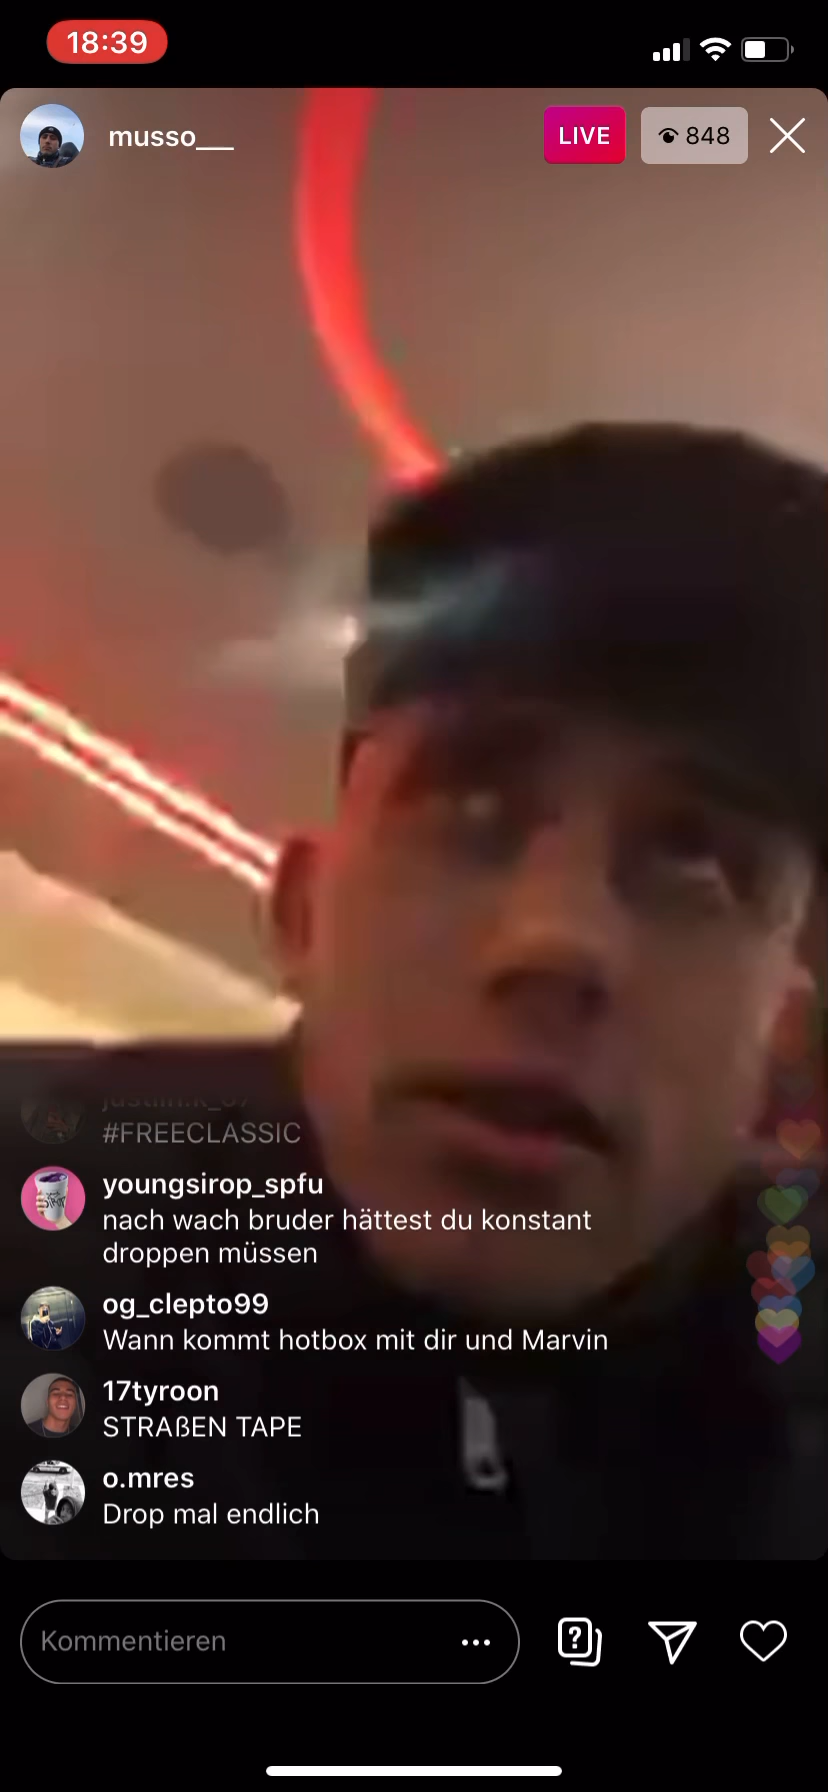 18:39
musso___
LIVE
848
#FREECLASSIC
youngsirop_spfu
nach wach bruder hättest du konstant
droppen müssen
og_clepto99
Wann kommt hotbox mit dir und Marvin
17tyroon
STRAßEN TAPE
o.mres
Drop mal endlich
Kommentieren